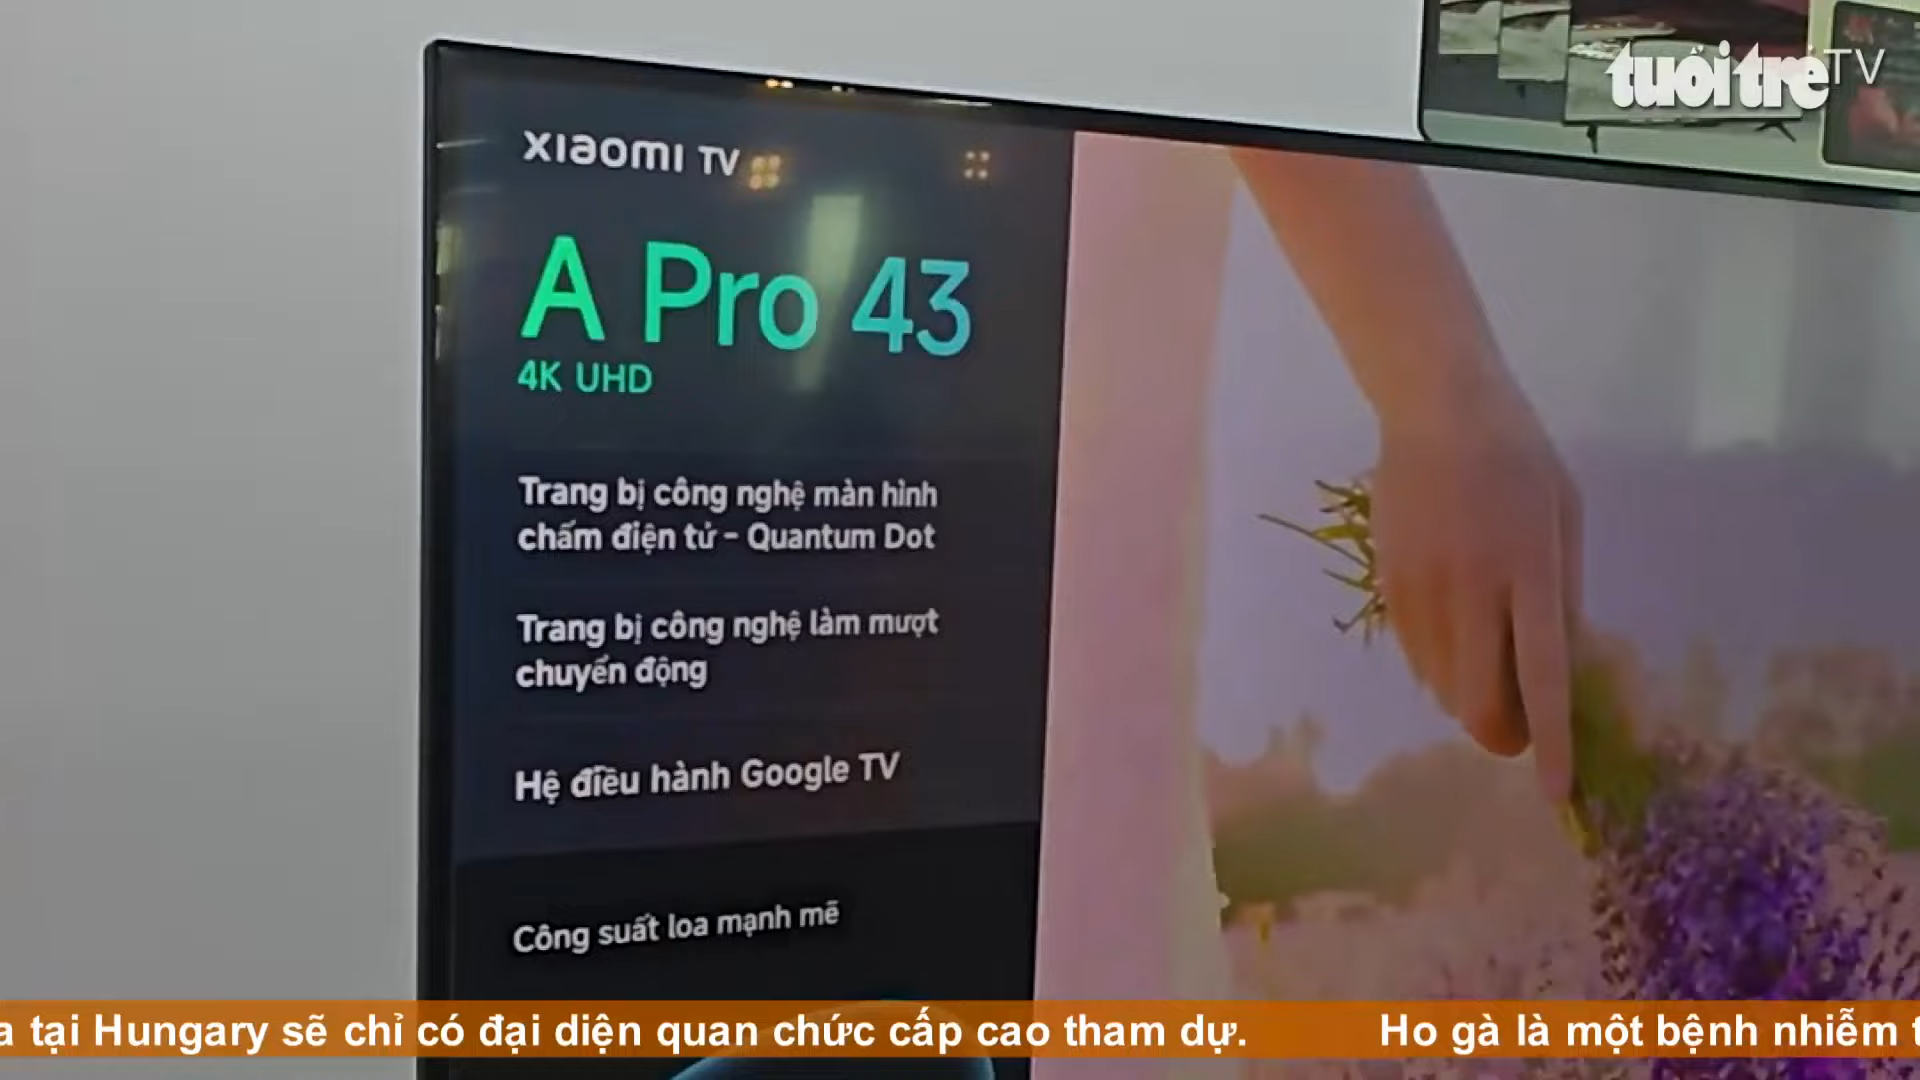 tuổi trẻ TV
xiaomi TV
A Pro 43
4K UHD
Trang bị công nghệ màn hình
chấm điện tử - Quantum Dot
Trang bị công nghệ làm mượt
chuyển động
Hệ điều hành Google TV
Công suất loa mạnh mẽ
a tại Hungary sẽ chỉ có đại diện quan chức cấp cao tham dự. Ho gà là một bệnh nhiễm